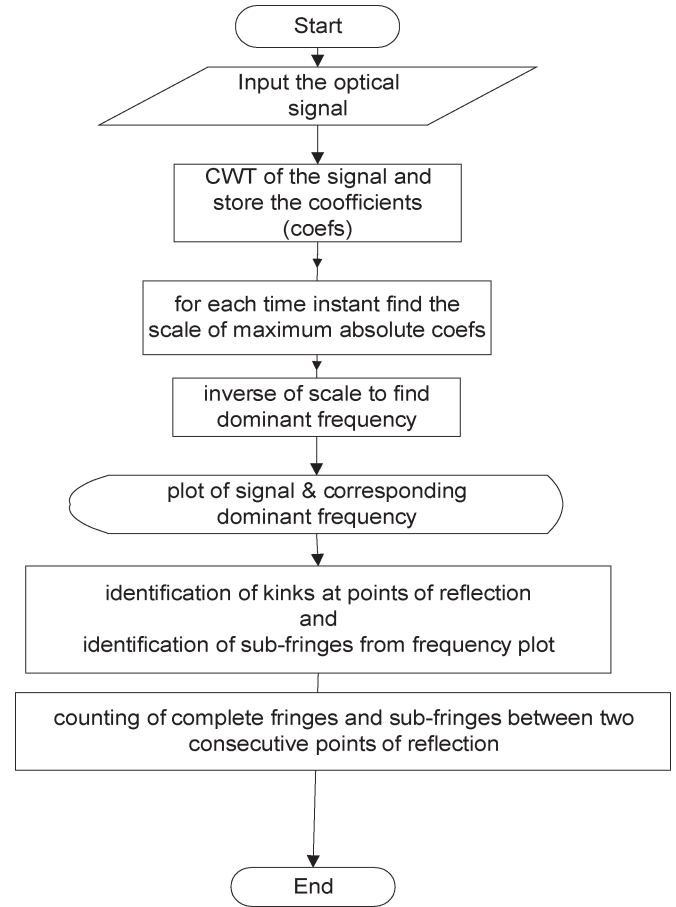 Start
Input the optical
signal
CWT of the signal and
store the coofficients
(coefs)
for each time instant find the
scale of maximum absolute coefs
inverse of scale to find
dominant frequency
plot of signal & corresponding
dominant frequency
identification of kinks at points of reflection
and
identification of sub-fringes from frequency plot
counting of complete fringes and sub-fringes between two
consecutive points of reflection
End